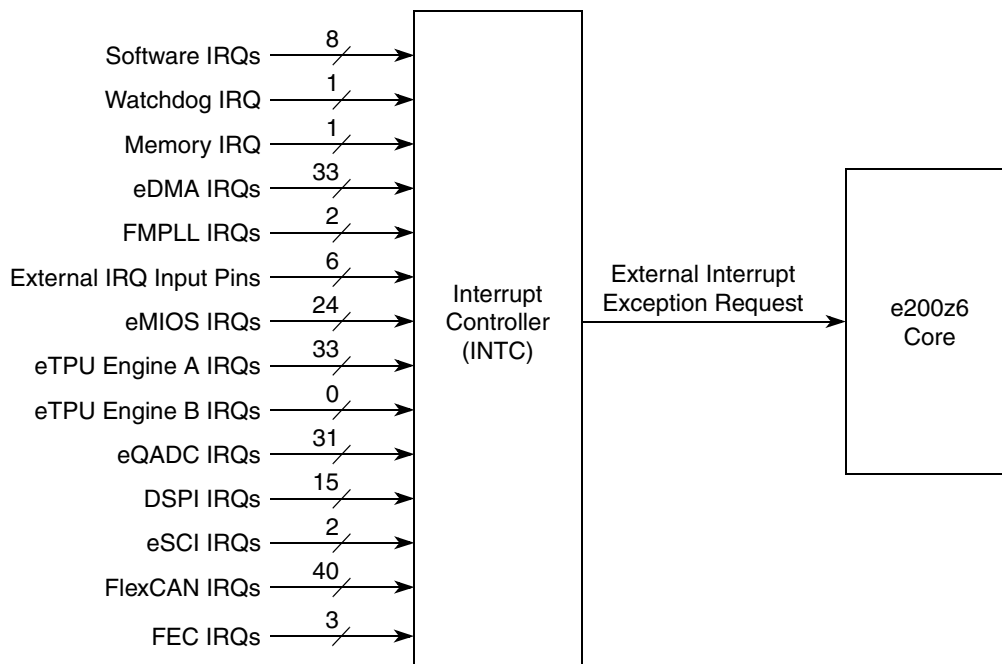 Software IRQs 8
Watchdog IRQ 1
Memory IRQ 1
eDMA IRQs 33
FMPLL IRQs 2
External IRQ Input Pins 6
eMIOS IRQs 24
eTPU Engine A IRQs 33
eTPU Engine B IRQs 0
eQADC IRQs 31
DSPI IRQs 15
eSCI IRQs 2
FlexCAN IRQs 40
FEC IRQs 3
Interrupt
Controller
(INTC)
External Interrupt
Exception Request
e200z6
Core